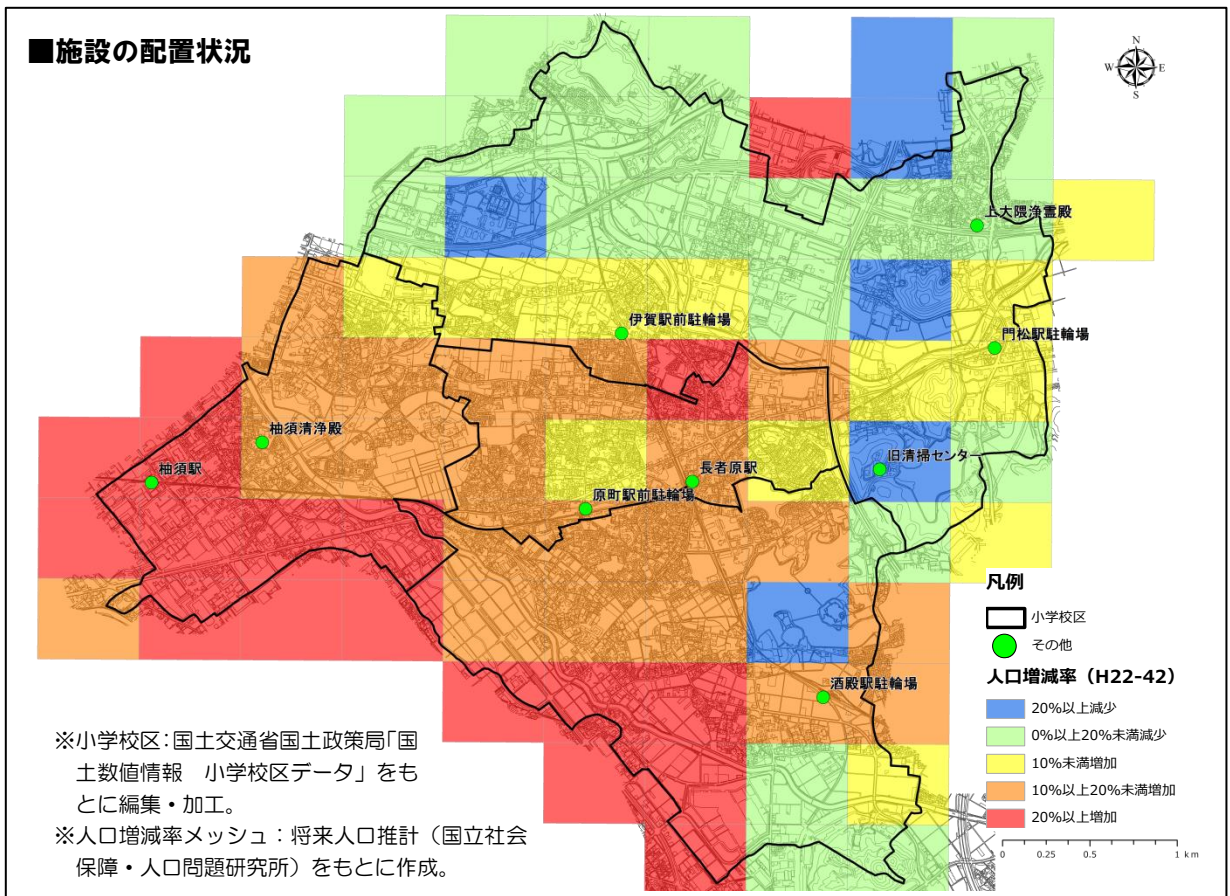 ■施設の配置状況
N
W E
S
上大隈浄霊殿
伊賀駅前駐輪場
門松駅駐輪場
柚須清浄殿
柚須駅
旧清掃センター
長者原駅
原町駅前駐輪場
酒殿駅駐輪場
凡例
小学校区
その他
人口増減率（H22-42）
20%以上減少
0%以上20%未満減少
10%未満増加
10%以上20%未満増加
20%以上増加
0 0.25 0.5 1 km
※小学校区：国土交通省国土政策局「国
土数値情報　小学校区データ」をも
とに編集・加工。
※人口増減率メッシュ：将来人口推計（国立社会
保障・人口問題研究所）をもとに作成。